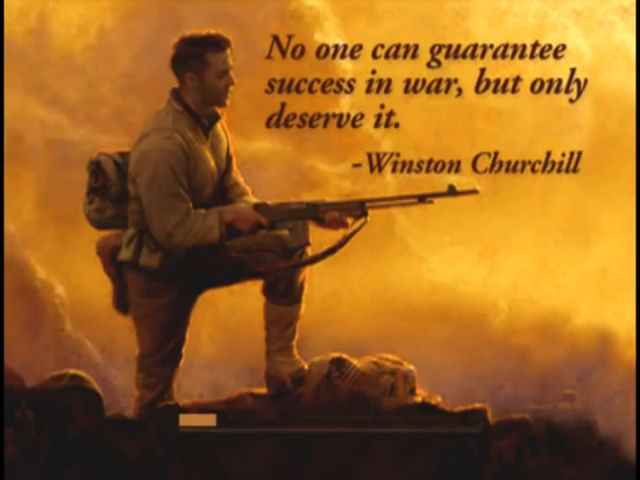 No one can guarantee
success in war, but only
deserve it.
-Winston Churchill